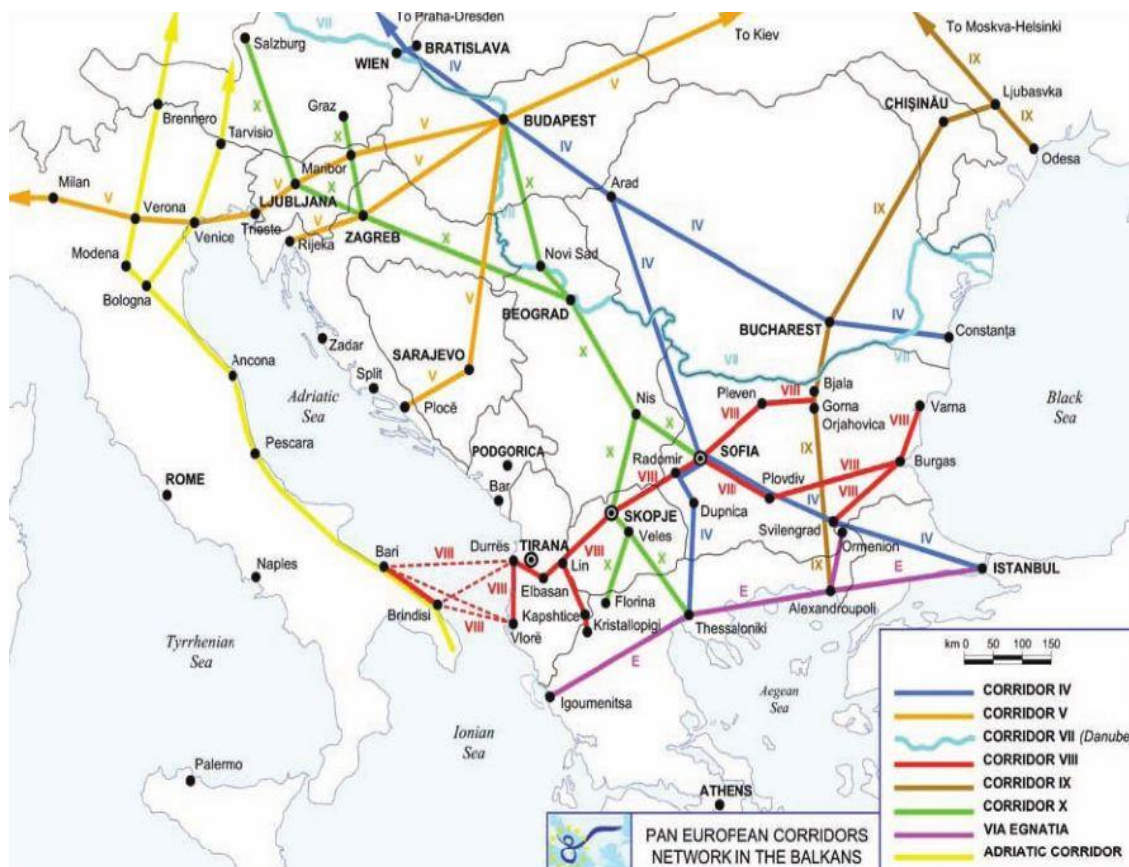 To Praha-Dresden
VII
Salzburg
BRATISLAVA
WIEN
IV
To Kiev
To Moskva-Helsinki
IX
V
Ljubasvka
CHIŞINĂU
IX
Odesa
Brennero
Tarvisio
X
Graz
X
BUDAPEST
V
V
IV
X
Milan
V
Maribor
X
V
LJUBLJANA
Arad
IX
Verona
Venice
Trieste
V
Rijeka
ZAGREB
VII
IV
Modena
Bologna
X
Novi Sad
IV
BEOGRAD
V
BUCHAREST
IV
Constanţa
Zadar
SARAJEVO
X
VII
VII
Ancona
Split
V
Adriatic
Sea
Plocě
Nis
Pleven
VIII
Bjala
Gorna
Orjahovica
Varna
Black
Sea
VIII
VIII
X
SOFIA
Pescara
PODGORICA
Radomir
IX
Burgas
ROME
Bar
X
VIII
VIII
Plovdiv
VIII
VIII
IV
SKOPJE
Dupnica
Svilengrad
Veles
IV
Ormenion
IV
TIRANA
Durrës
VIII
Lin
Bari
VIII
ISTANBUL
Naples
VIII
Elbasan
X
X
IX
E
Florina
Brindisi
Kapshtice
Alexandroupoli
VIII
Vlorë
Kristallopigi
Thessaloniki
E
Tyrrhenian
Sea
E
km 0 50 100 150
Igoumenitsa
Aegean
Sea
Ionian
Sea
Palermo
ATHENS
CORRIDOR IV
CORRIDOR V
CORRIDOR VII (Danube
CORRIDOR VIII
CORRIDOR IX
CORRIDOR X
VIA EGNATIA
ADRIATIC CORRIDOR
PAN EUROPEAN CORRIDORS
NETWORK IN THE BALKANS